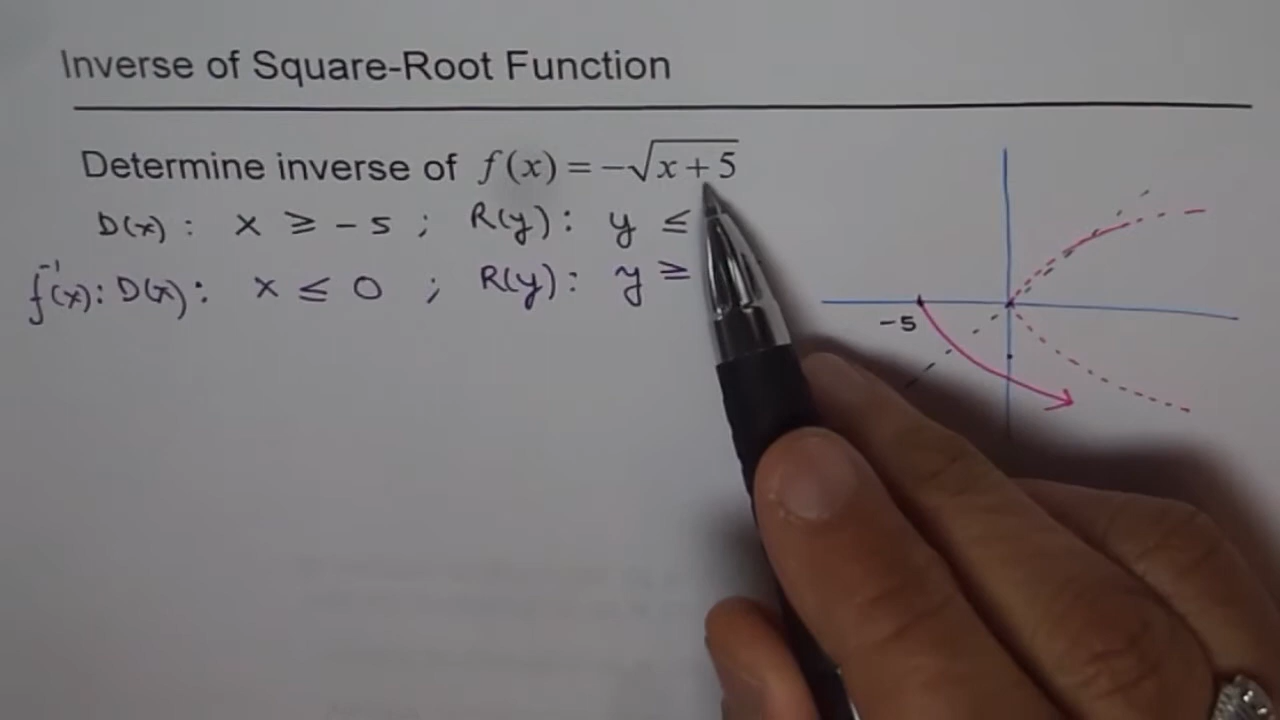 Inverse of Square-Root Function
Determine inverse of f(x) = -√(x+5)
D(x) : x ≥ -5 ; R(y) : y ≤
f⁻¹(x) : D(x) : x ≤ 0 ; R(y) : y ≥
-5